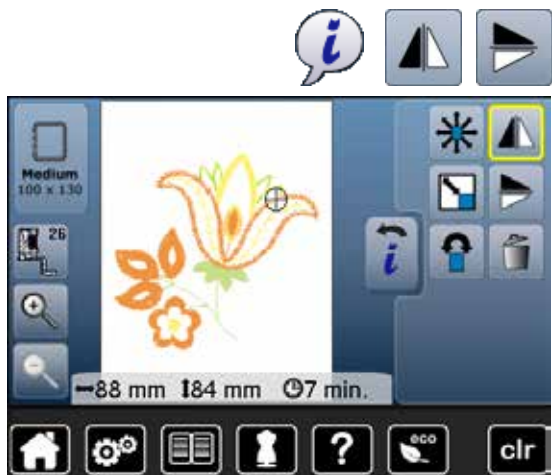 i
Medium
100 x 130
26
i
88 mm 84 mm 7 min.
? eco clr